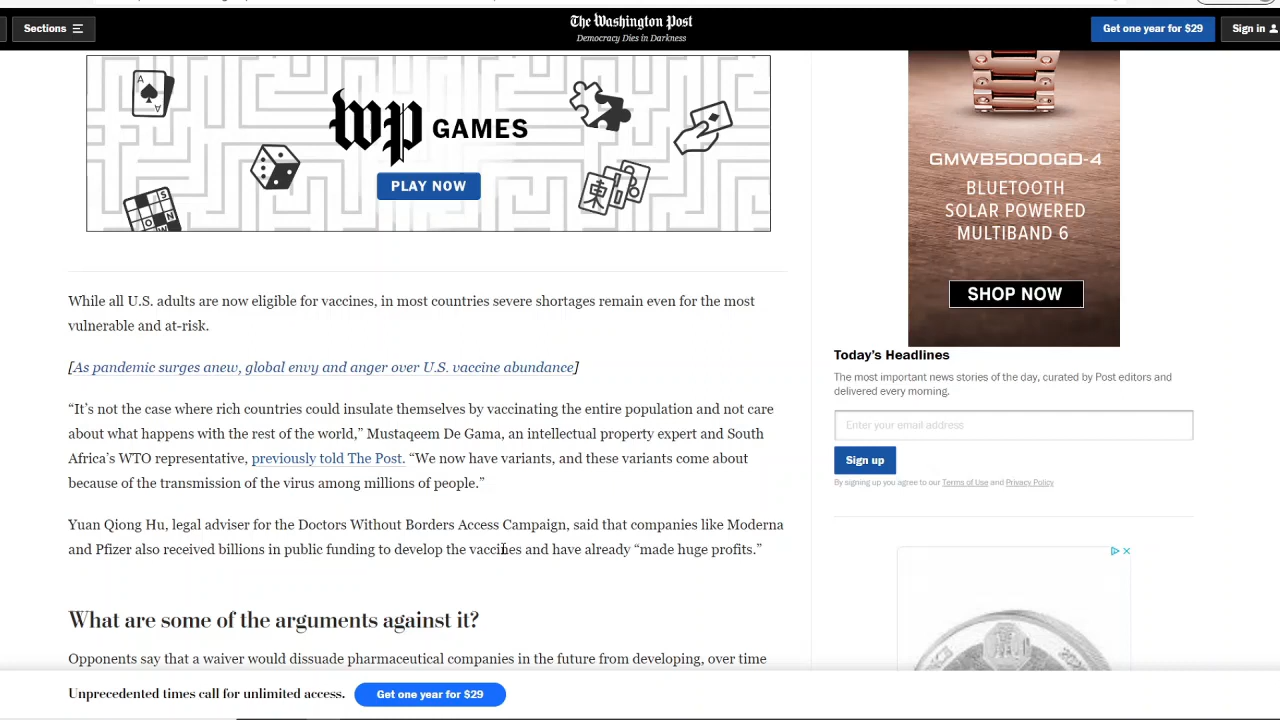 Sections
The Washington Post
Democracy Dies in Darkness
Get one year for $29
Sign in
A
wp GAMES
PLAY NOW
S
O N
W
東
While all U.S. adults are now eligible for vaccines, in most countries severe shortages remain even for the most
vulnerable and at-risk.
[As pandemic surges anew, global envy and anger over U.S. vaccine abundance]
“It’s not the case where rich countries could insulate themselves by vaccinating the entire population and not care
about what happens with the rest of the world,” Mustaqeem De Gama, an intellectual property expert and South
Africa’s WTO representative, previously told The Post. “We now have variants, and these variants come about
because of the transmission of the virus among millions of people.”
Yuan Qiong Hu, legal adviser for the Doctors Without Borders Access Campaign, said that companies like Moderna
and Pfizer also received billions in public funding to develop the vaccines and have already “made huge profits.”
What are some of the arguments against it?
Opponents say that a waiver would dissuade pharmaceutical companies in the future from developing, over time
GMWB5000GD-4
BLUETOOTH
SOLAR POWERED
MULTIBAND 6
SHOP NOW
Today’s Headlines
The most important news stories of the day, curated by Post editors and
delivered every morning.
Enter your email address
Sign up
By signing up you agree to our Terms of Use and Privacy Policy
Unprecedented times call for unlimited access.
Get one year for $29